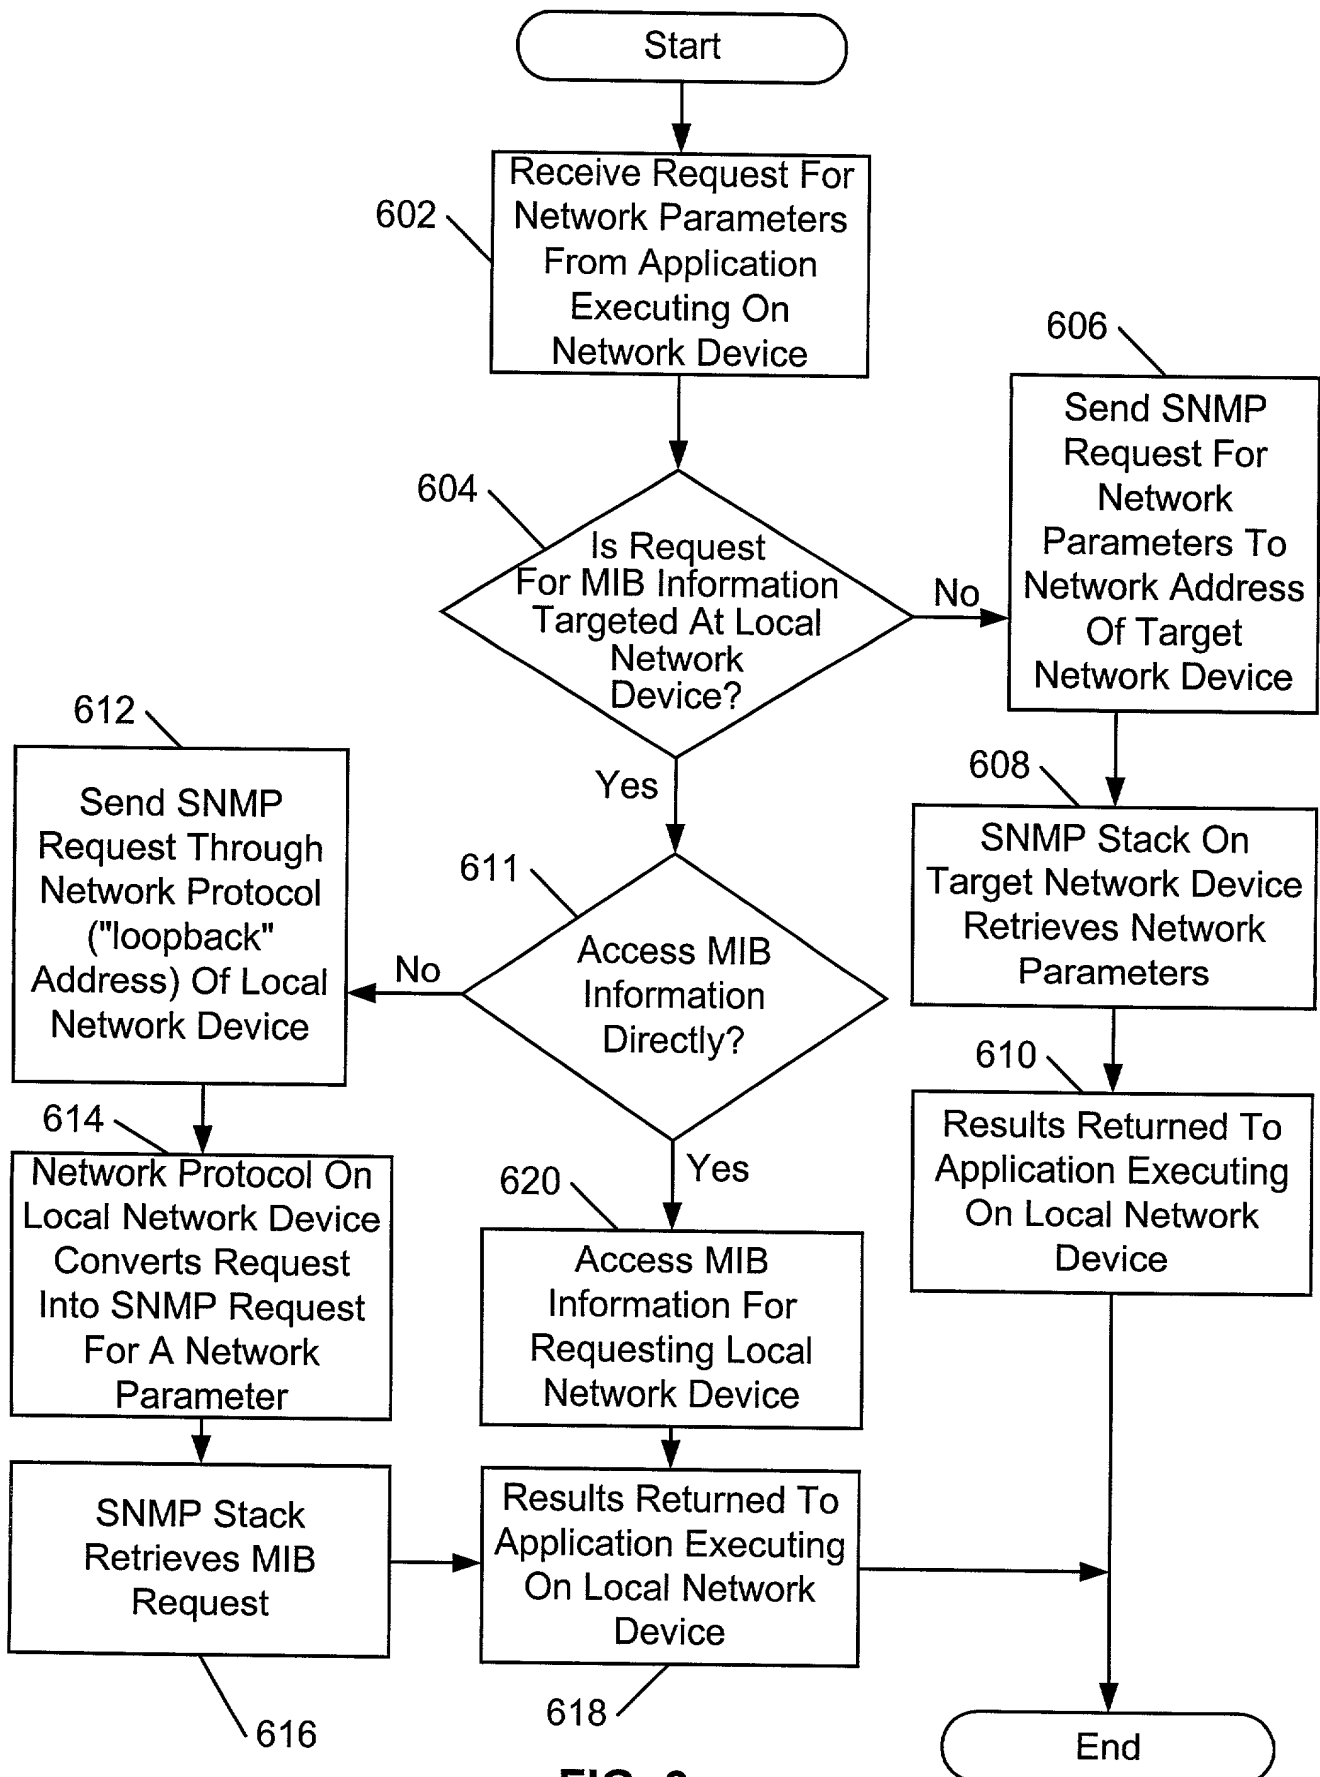 Start
602
Receive Request For
Network Parameters
From Application
Executing On
Network Device
606
Send SNMP
Request For
Network
Parameters To
Network Address
Of Target
Network Device
604
Is Request
For MIB Information
Targeted At Local
Network
Device?
No
Yes
608
SNMP Stack On
Target Network Device
Retrieves Network
Parameters
612
Send SNMP
Request Through
Network Protocol
("loopback"
Address) Of Local
Network Device
611
Access MIB
Information
Directly?
No
Yes
610
Results Returned To
Application Executing
On Local Network
Device
614
Network Protocol On
Local Network Device
Converts Request
Into SNMP Request
For A Network
Parameter
620
Access MIB
Information For
Requesting Local
Network Device
SNMP Stack
Retrieves MIB
Request
616
Results Returned To
Application Executing
On Local Network
Device
618
End
FIG.